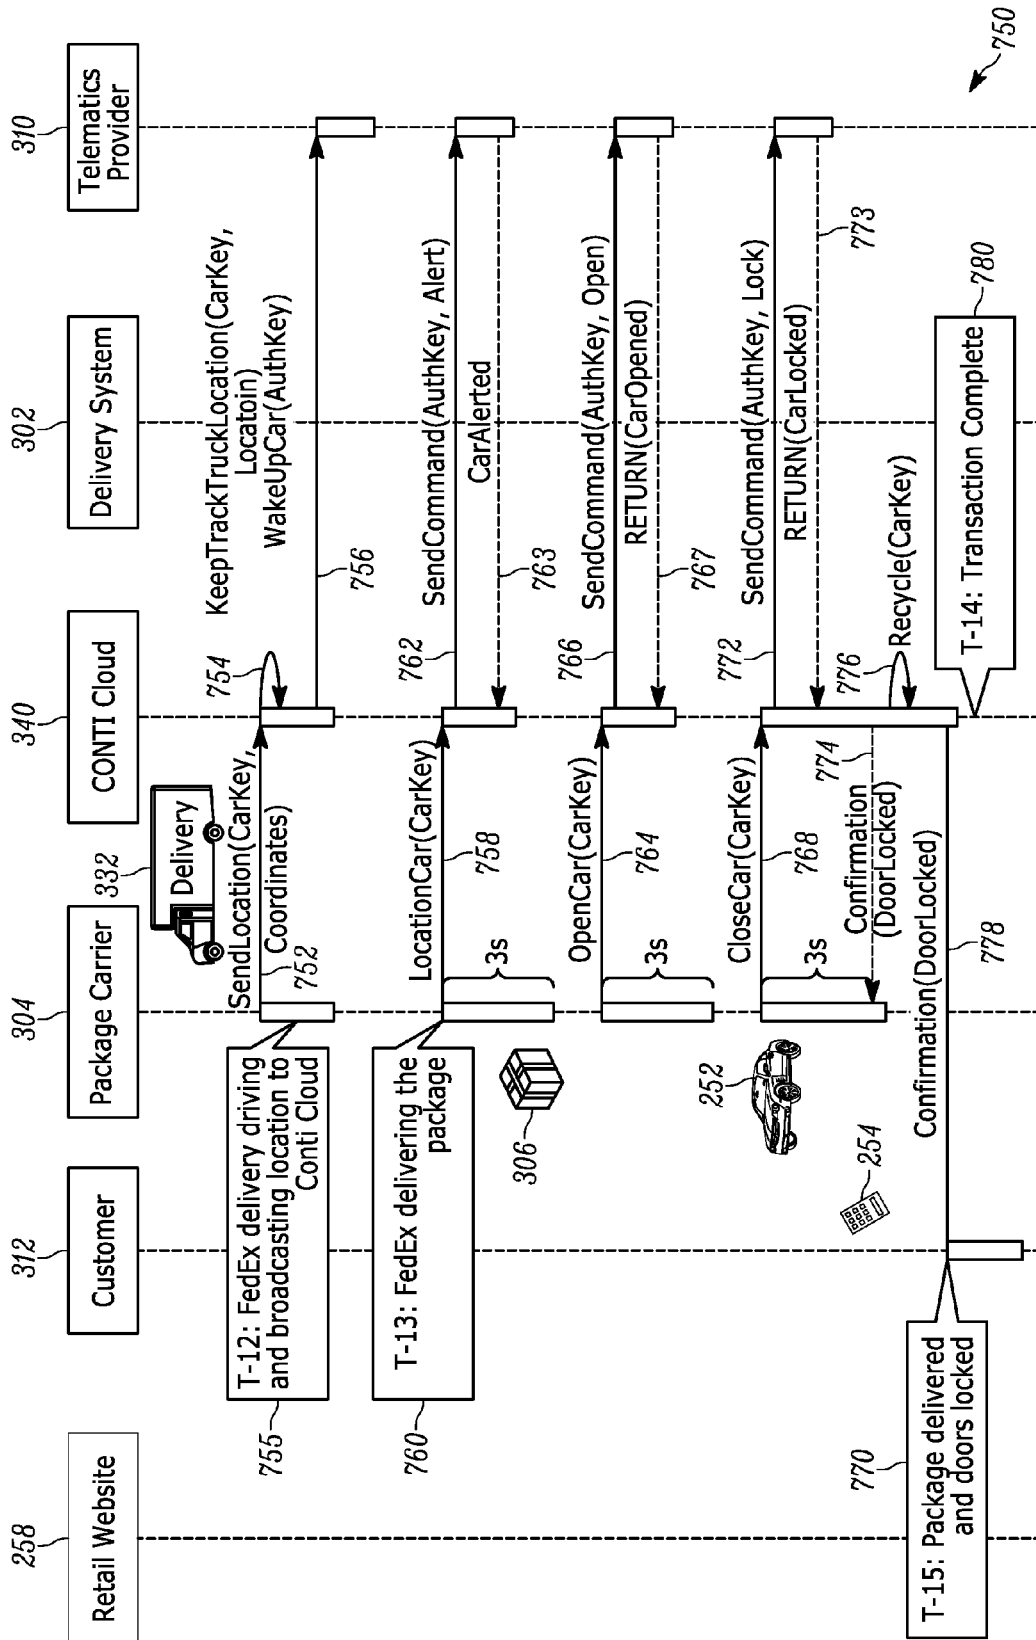 258
Retail Website
312
Customer
304
Package Carrier
340
CONTI Cloud
302
Delivery System
310
Telematics
Provider
332
Delivery
755
T-12: FedEx delivery driving
and broadcasting location to
Conti Cloud
SendLocation(CarKey,
Coordinates)
752
754
KeepTrackTruckLocation(CarKey,
Locatoin)
WakeUpCar(AuthKey)
756
760
T-13: FedEx delivering the
package
306
3s
LocationCar(CarKey)
758
762
SendCommand(AuthKey, Alert)
CarAlerted
763
3s
OpenCar(CarKey)
764
766
SendCommand(AuthKey, Open)
RETURN(CarOpened)
767
252
254
3s
CloseCar(CarKey)
768
772
SendCommand(AuthKey, Lock)
RETURN(CarLocked)
773
Confirmation
(DoorLocked)
774
776
Recycle(CarKey)
Confirmation(DoorLocked)
778
770
T-15: Package delivered
and doors locked
T-14: Transaction Complete
780
750